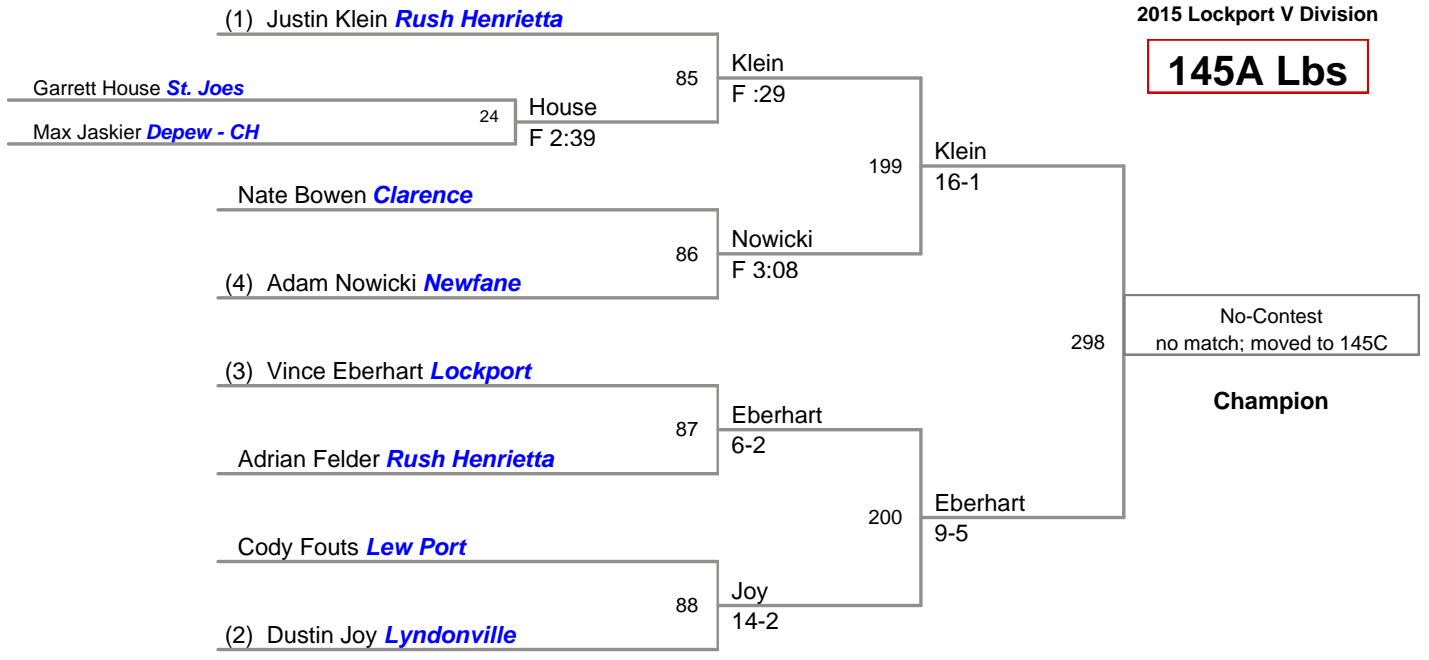 2015 Lockport V Division
145A Lbs
(1) Justin Klein Rush Henrietta
Garrett House St. Joes
Max Jaskier Depew - CH
24
House
F 2:39
85
Klein
F :29
Nate Bowen Clarence
(4) Adam Nowicki Newfane
86
Nowicki
F 3:08
199
Klein
16-1
(3) Vince Eberhart Lockport
Adrian Felder Rush Henrietta
87
Eberhart
6-2
Cody Fouts Lew Port
(2) Dustin Joy Lyndonville
88
Joy
14-2
200
Eberhart
9-5
298
No-Contest
no match; moved to 145C
Champion